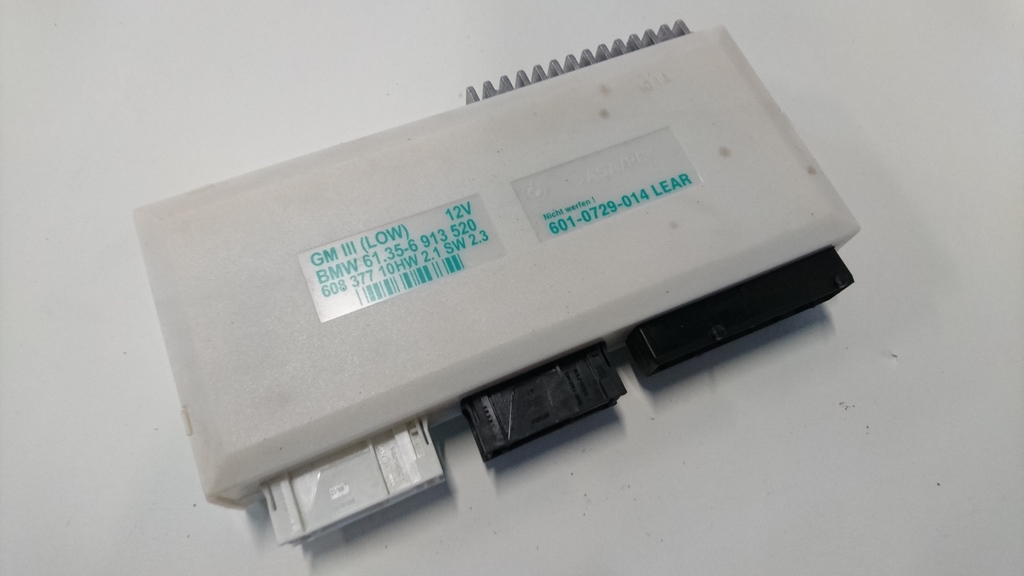 12V
GM III (LOW)
BMW 61.35-6 913 520
608 377 10HW 2.1 SW 2.3
Nicht werfen !
601-0729-014 LEAR